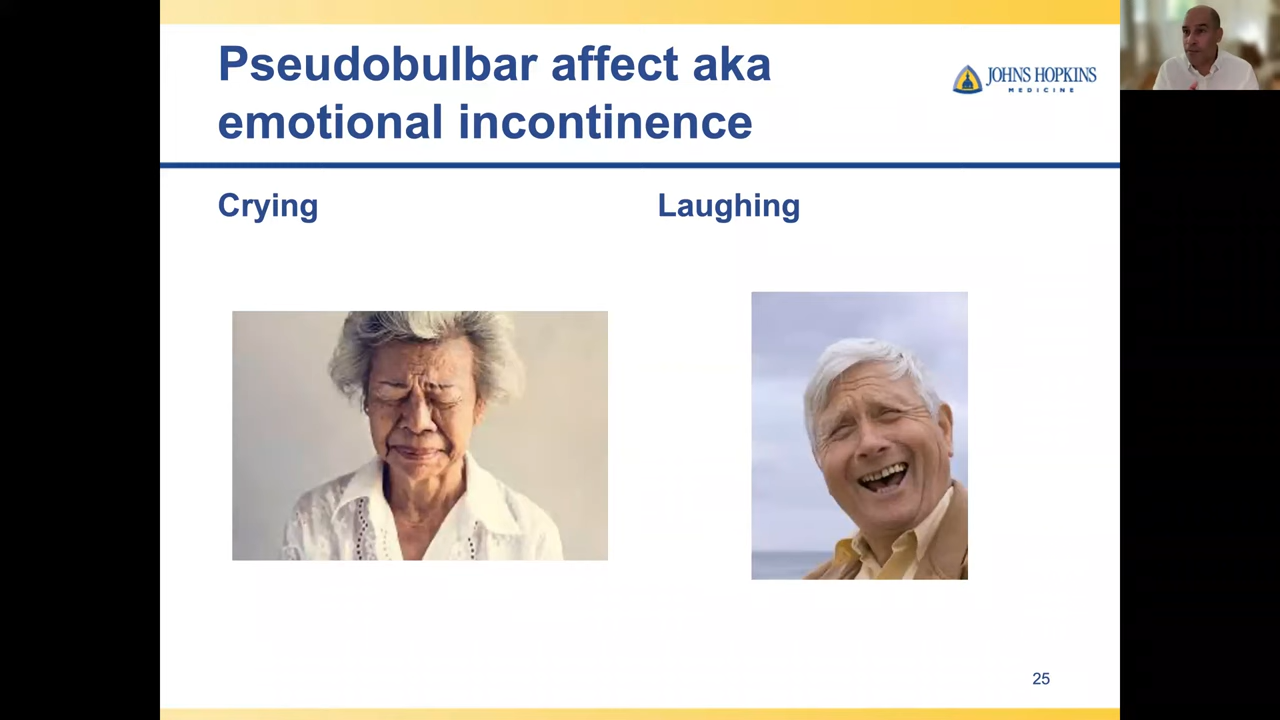 Pseudobulbar affect aka
emotional incontinence
JOHNS HOPKINS
MEDICINE
Crying
Laughing
25